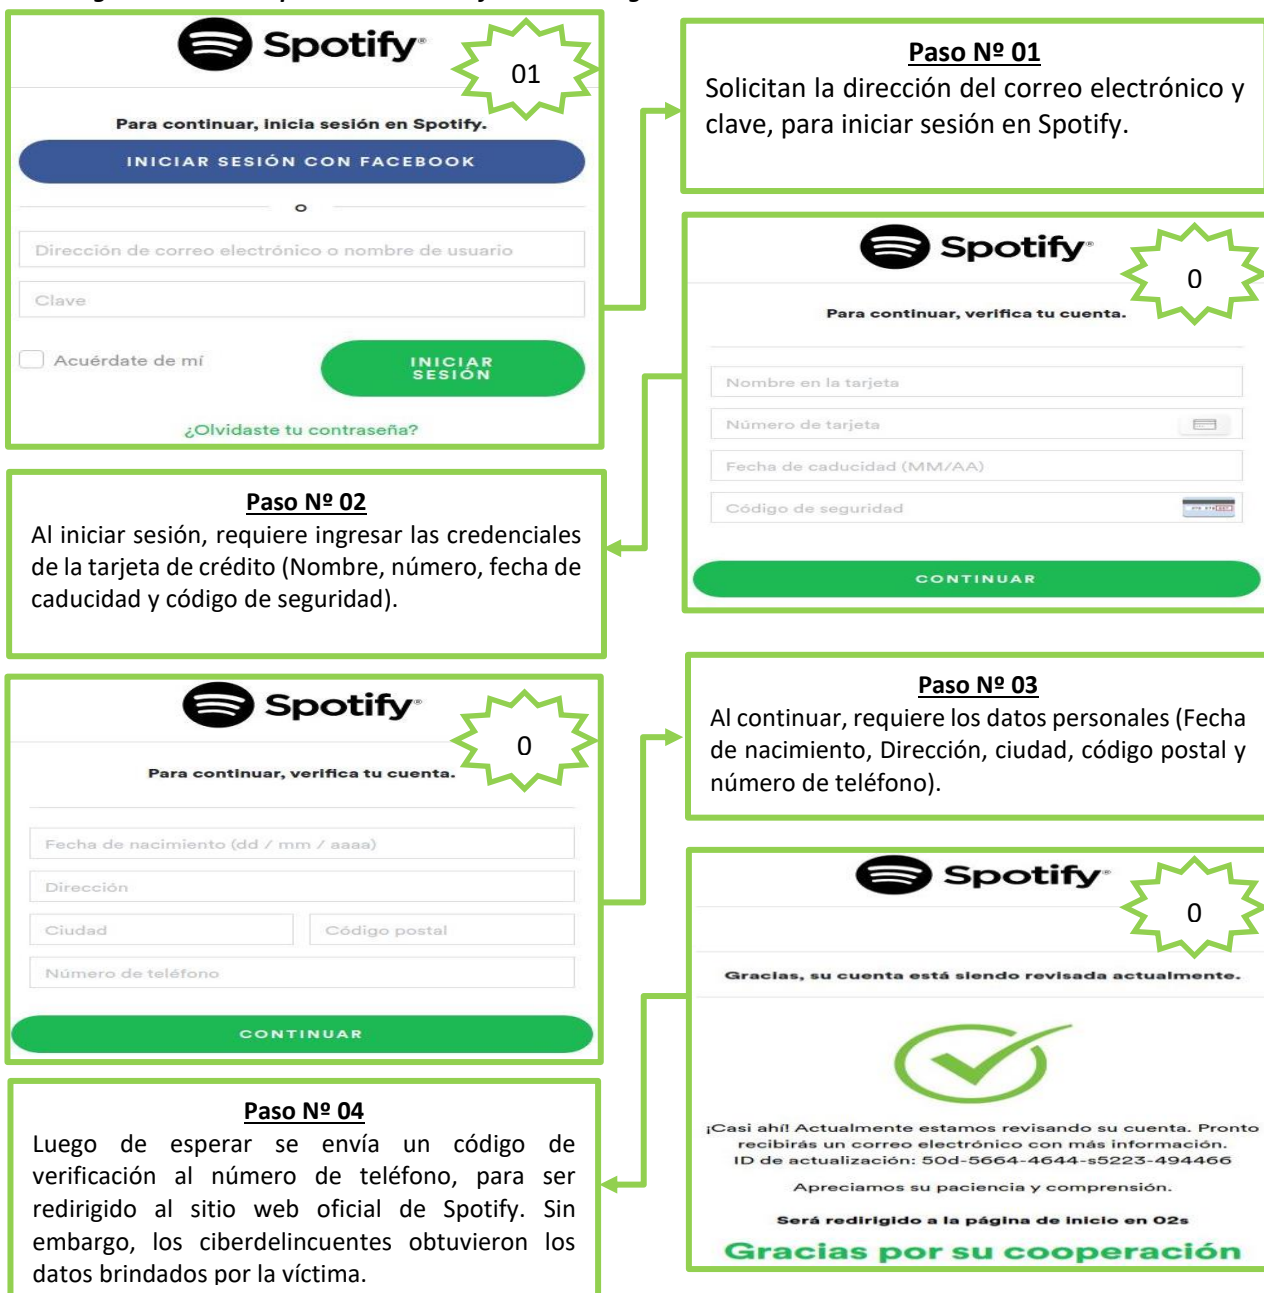 Spotify®
01
Para continuar, inicia sesión en Spotify.
INICIAR SESIÓN CON FACEBOOK
O
Dirección de correo electrónico o nombre de usuario
Clave
Acuérdate de mí
INICIAR
SESIÓN
¿Olvidaste tu contraseña?
Paso Nº 01
Solicitan la dirección del correo electrónico y
clave, para iniciar sesión en Spotify.
Spotify®
0
Para continuar, verifica tu cuenta.
Nombre en la tarjeta
Número de tarjeta
Fecha de caducidad (MM/AA)
Código de seguridad
CONTINUAR
Paso Nº 02
Al iniciar sesión, requiere ingresar las credenciales
de la tarjeta de crédito (Nombre, número, fecha de
caducidad y código de seguridad).
Spotify®
0
Para continuar, verifica tu cuenta.
Fecha de nacimiento (dd / mm / aaaa)
Dirección
Ciudad
Código postal
Número de teléfono
CONTINUAR
Paso Nº 03
Al continuar, requiere los datos personales (Fecha
de nacimiento, Dirección, ciudad, código postal y
número de teléfono).
Spotify®
0
Gracias, su cuenta está siendo revisada actualmente.
¡Casi ahí! Actualmente estamos revisando su cuenta. Pronto
recibirás un correo electrónico con más información.
ID de actualización: 50d-5664-4644-s5223-494466
Apreciamos su paciencia y comprensión.
Será redirigido a la página de inicio en 02s
Gracias por su cooperación
Paso Nº 04
Luego de esperar se envía un código de
verificación al número de teléfono, para ser
redirigido al sitio web oficial de Spotify. Sin
embargo, los ciberdelincuentes obtuvieron los
datos brindados por la víctima.